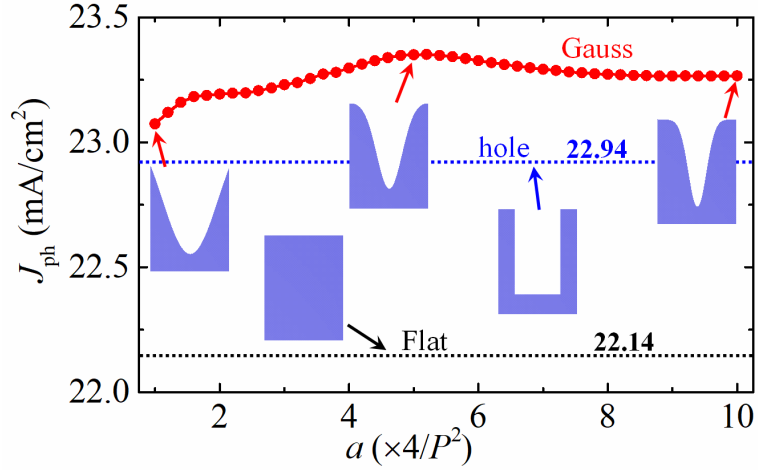 23.5
Gauss
23.0
hole 22.94
22.5
Flat 22.14
22.0
2 4 6 8 10
a (×4/P²)
J_ph (mA/cm²)